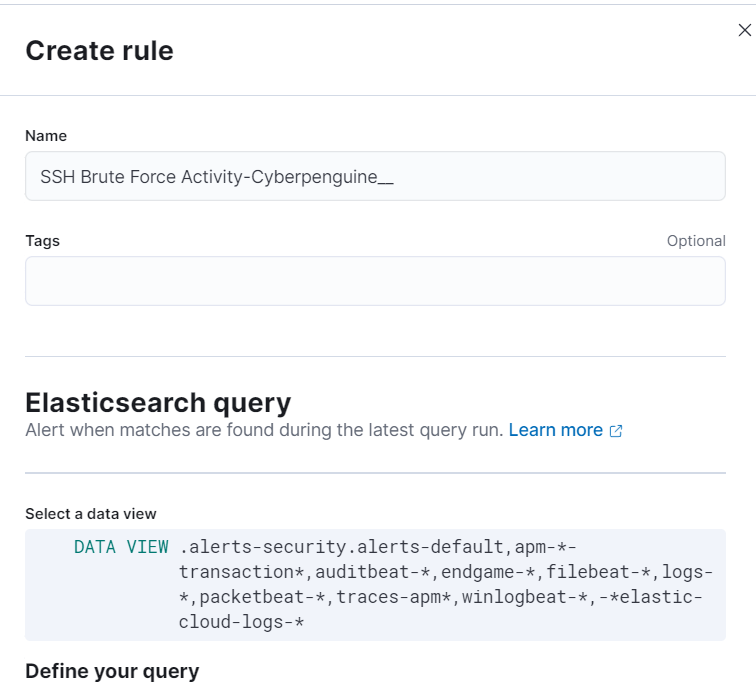 Create rule
Name
SSH Brute Force Activity-Cyberpenguine__
Tags Optional
Elasticsearch query
Alert when matches are found during the latest query run. Learn more
Select a data view
DATA VIEW .alerts-security.alerts-default,apm-*-
transaction*,auditbeat-*,endgame-*,filebeat-*,logs-
*,packetbeat-*,traces-apm*,winlogbeat-*,-*elastic-
cloud-logs-*
Define your query